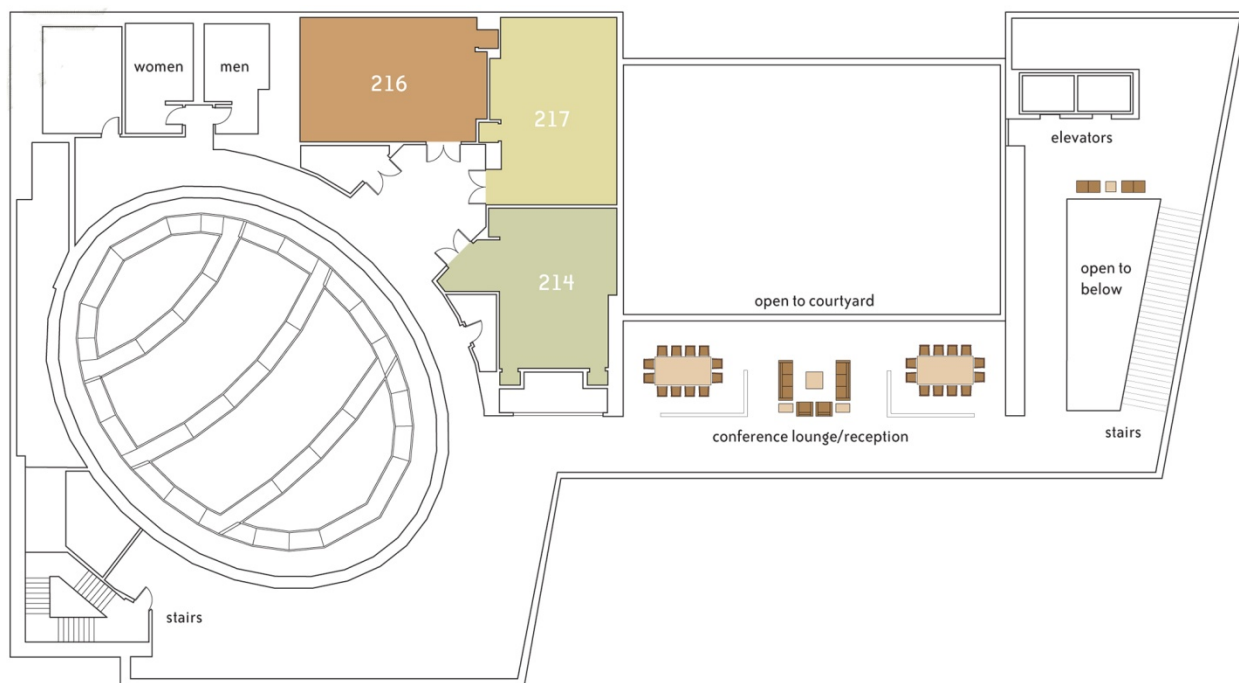 women
men
216
217
elevators
214
open to
below
open to courtyard
conference lounge/reception
stairs
stairs